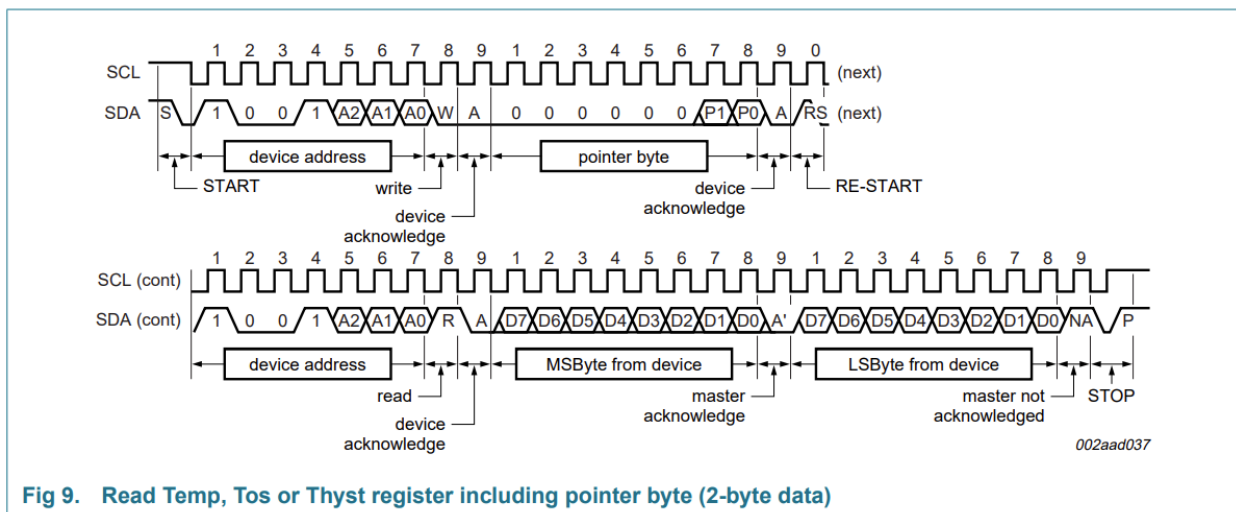 1 2 3 4 5 6 7 8 9 1 2 3 4 5 6 7 8 9 0
SCL (next)
SDA S 1 0 0 1 A2 A1 A0 W A 0 0 0 0 0 0 P1 P0 A RS (next)
device address pointer byte
START write device RE-START
acknowledge
device
acknowledge
1 2 3 4 5 6 7 8 9 1 2 3 4 5 6 7 8 9 1 2 3 4 5 6 7 8 9
SCL (cont)
SDA (cont) 1 0 0 1 A2 A1 A0 R A D7 D6 D5 D4 D3 D2 D1 D0 A' D7 D6 D5 D4 D3 D2 D1 D0 NA P
device address MSByte from device LSByte from device
read master master not STOP
acknowledge acknowledged
device
acknowledge
002aad037
Fig 9. Read Temp, Tos or Thyst register including pointer byte (2-byte data)